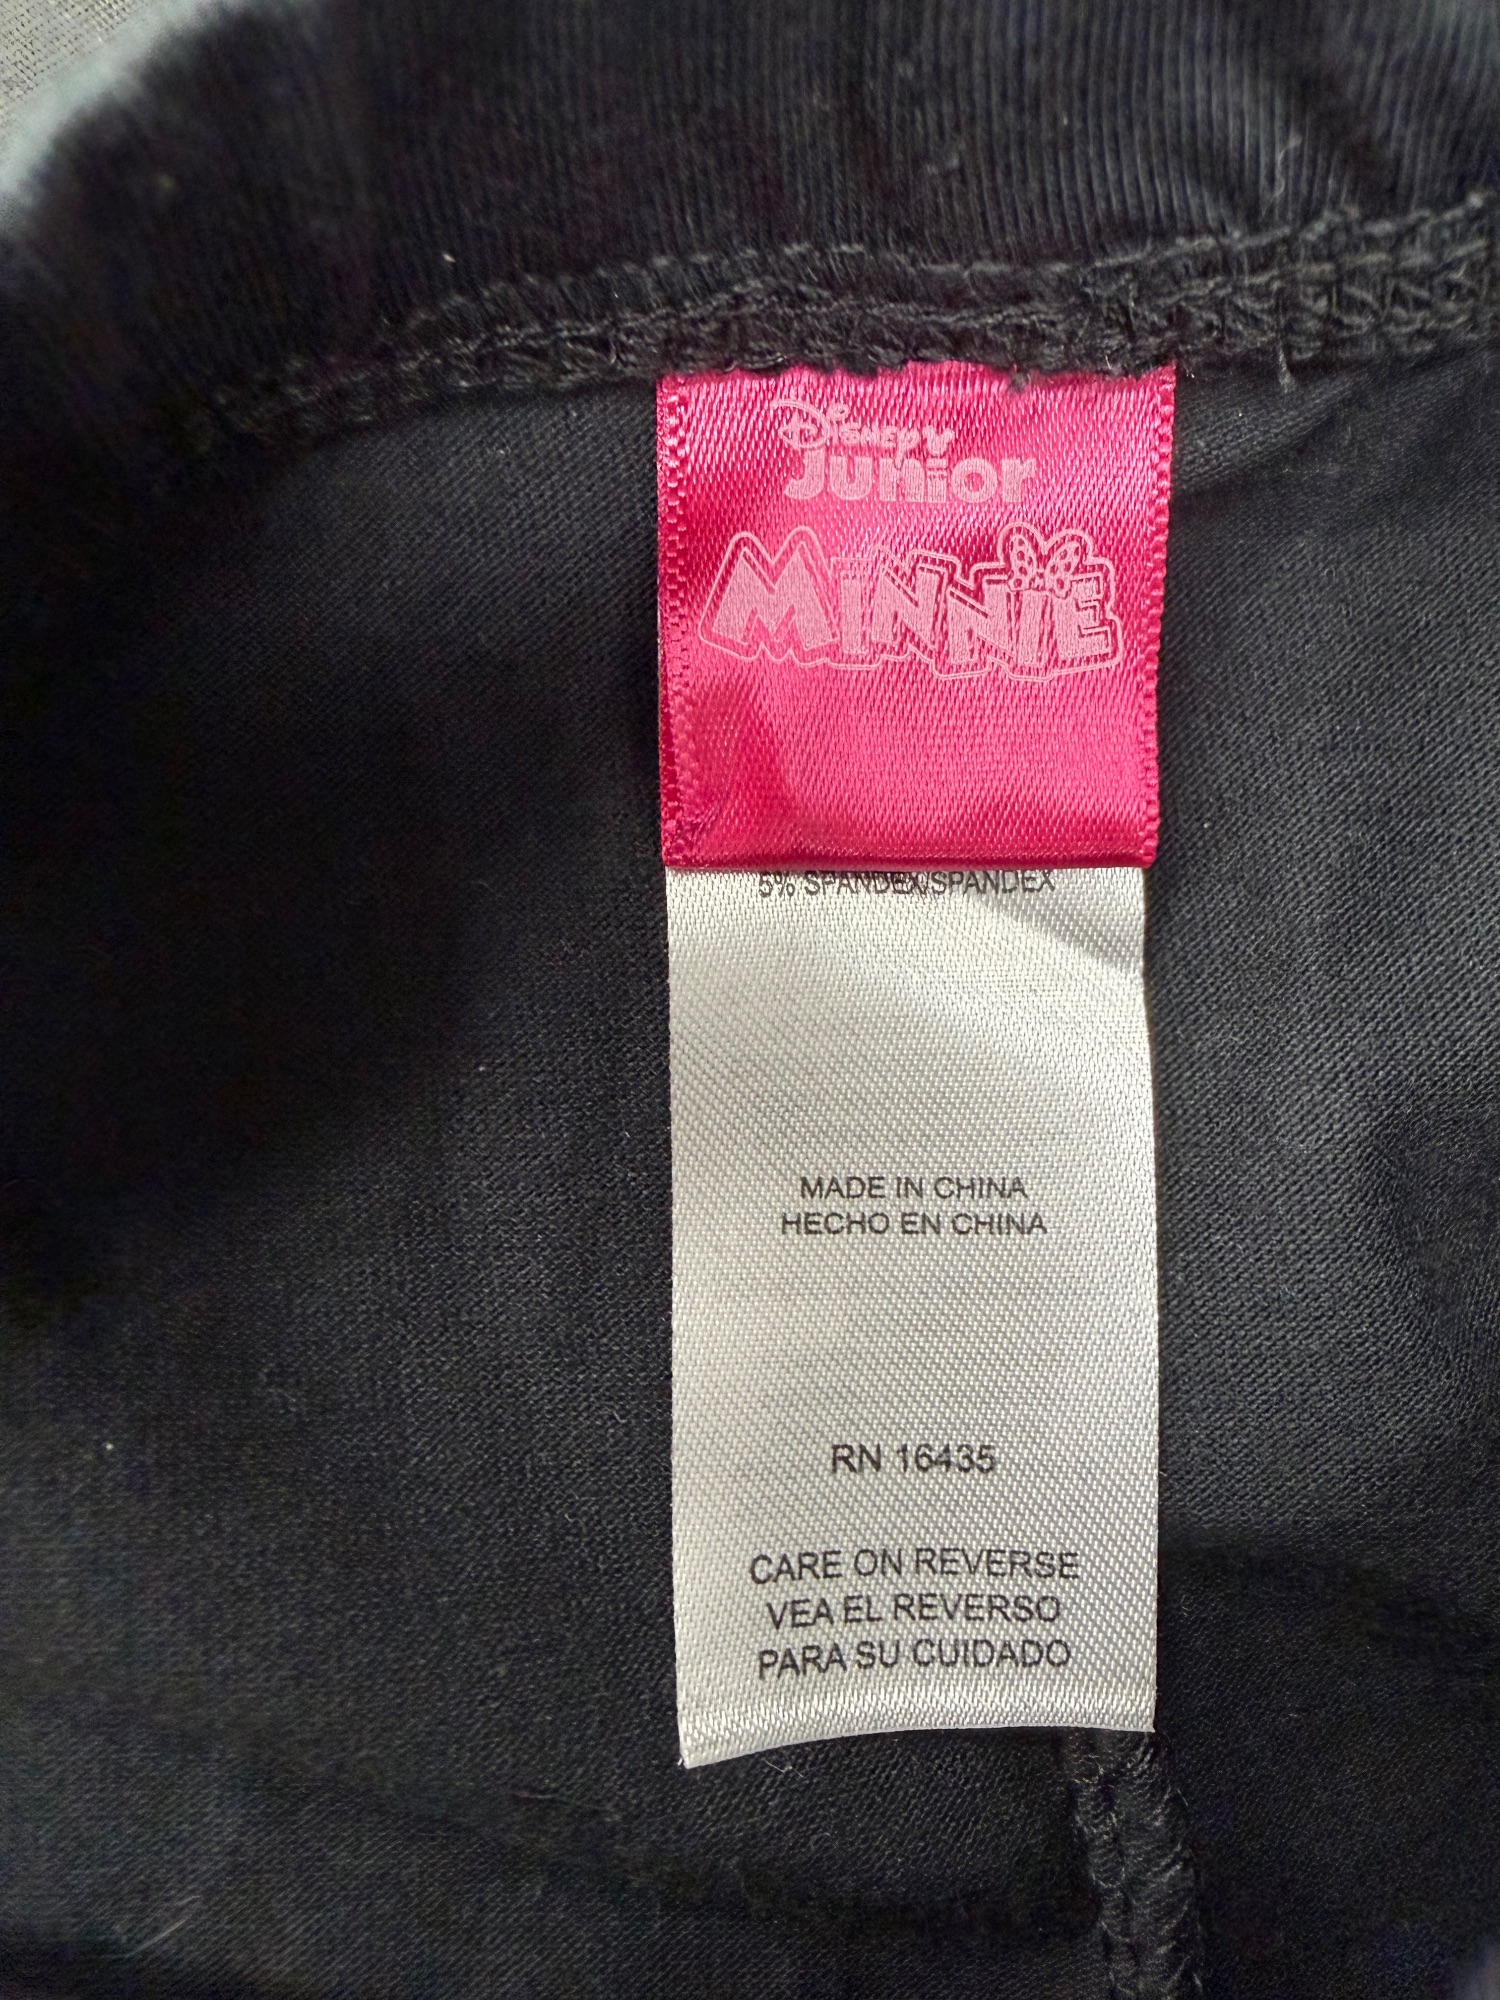 Disney
Junior
MINNIE
5% SPANDEX/SPANDEX
MADE IN CHINA
HECHO EN CHINA
RN 16435
CARE ON REVERSE
VEA EL REVERSO
PARA SU CUIDADO